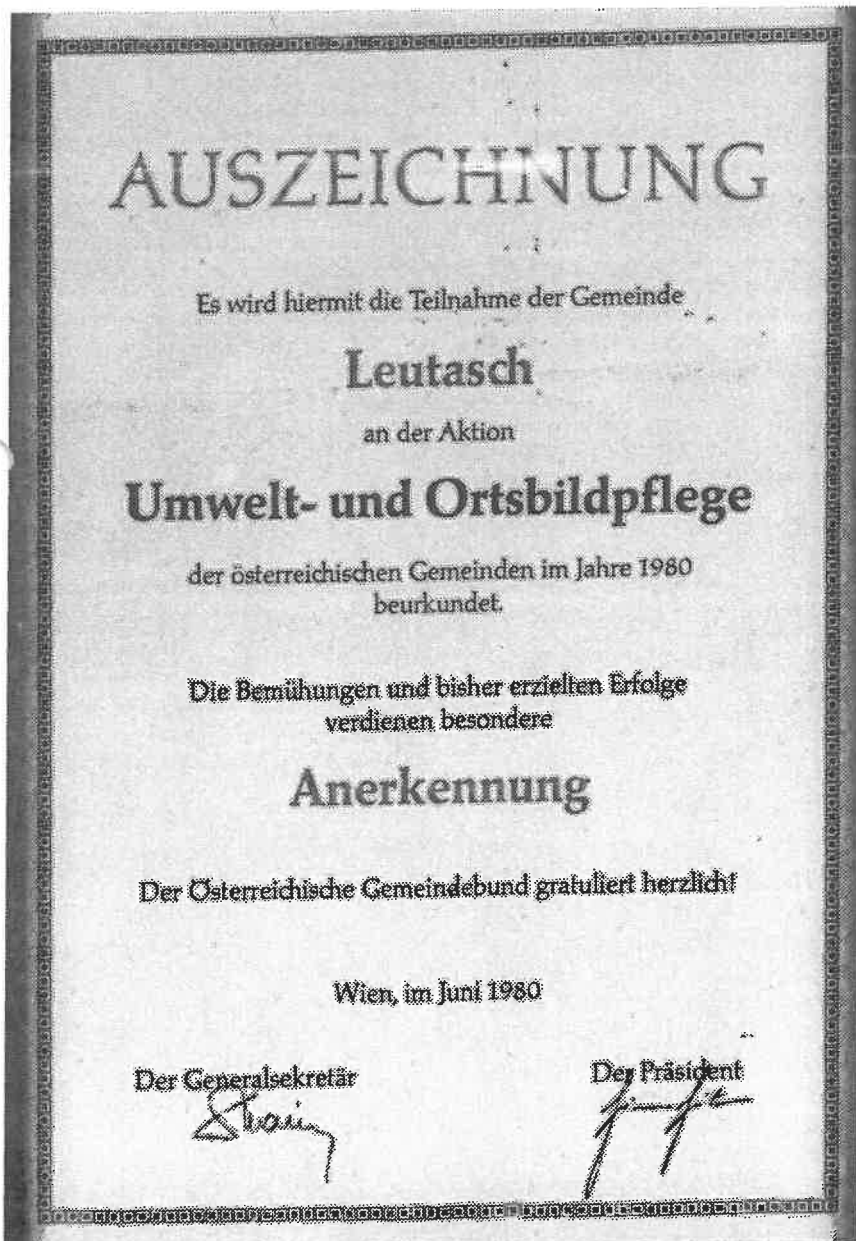 AUSZEICHNUNG
Es wird hiermit die Teilnahme der Gemeinde
Leutasch
an der Aktion
Umwelt- und Ortsbildpflege
der österreichischen Gemeinden im Jahre 1980
beurkundet.
Die Bemühungen und bisher erzielten Erfolge
verdienen besondere
Anerkennung
Der Österreichische Gemeindebund gratuliert herzlich!
Wien, im Juni 1980
Der Generalsekretär
Der Präsident